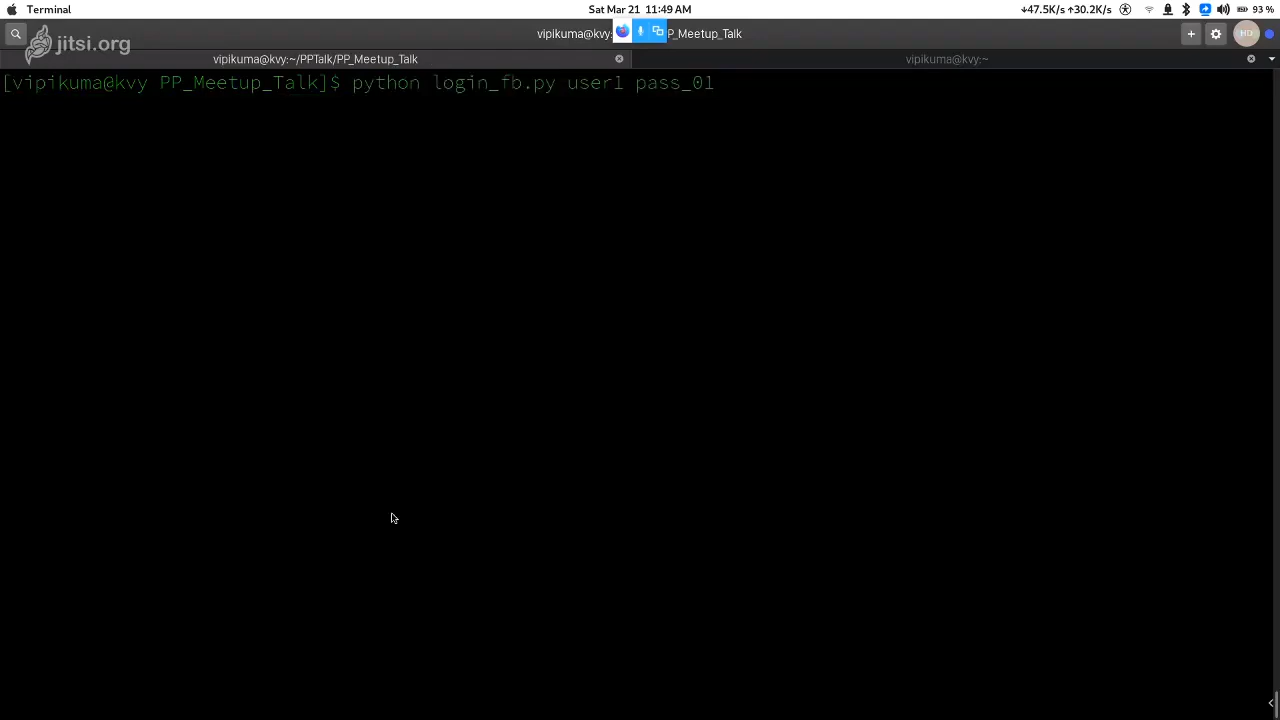 Terminal
Sat Mar 21 11:49 AM
↓47.5K/s ↑30.2K/s
93 %
jitsi.org
vipikuma@kvy:
P_Meetup_Talk
HD
vipikuma@kvy:~/PPTalk/PP_Meetup_Talk
vipikuma@kvy:~
[vipikuma@kvy PP_Meetup_Talk]$ python login_fb.py user1 pass_01